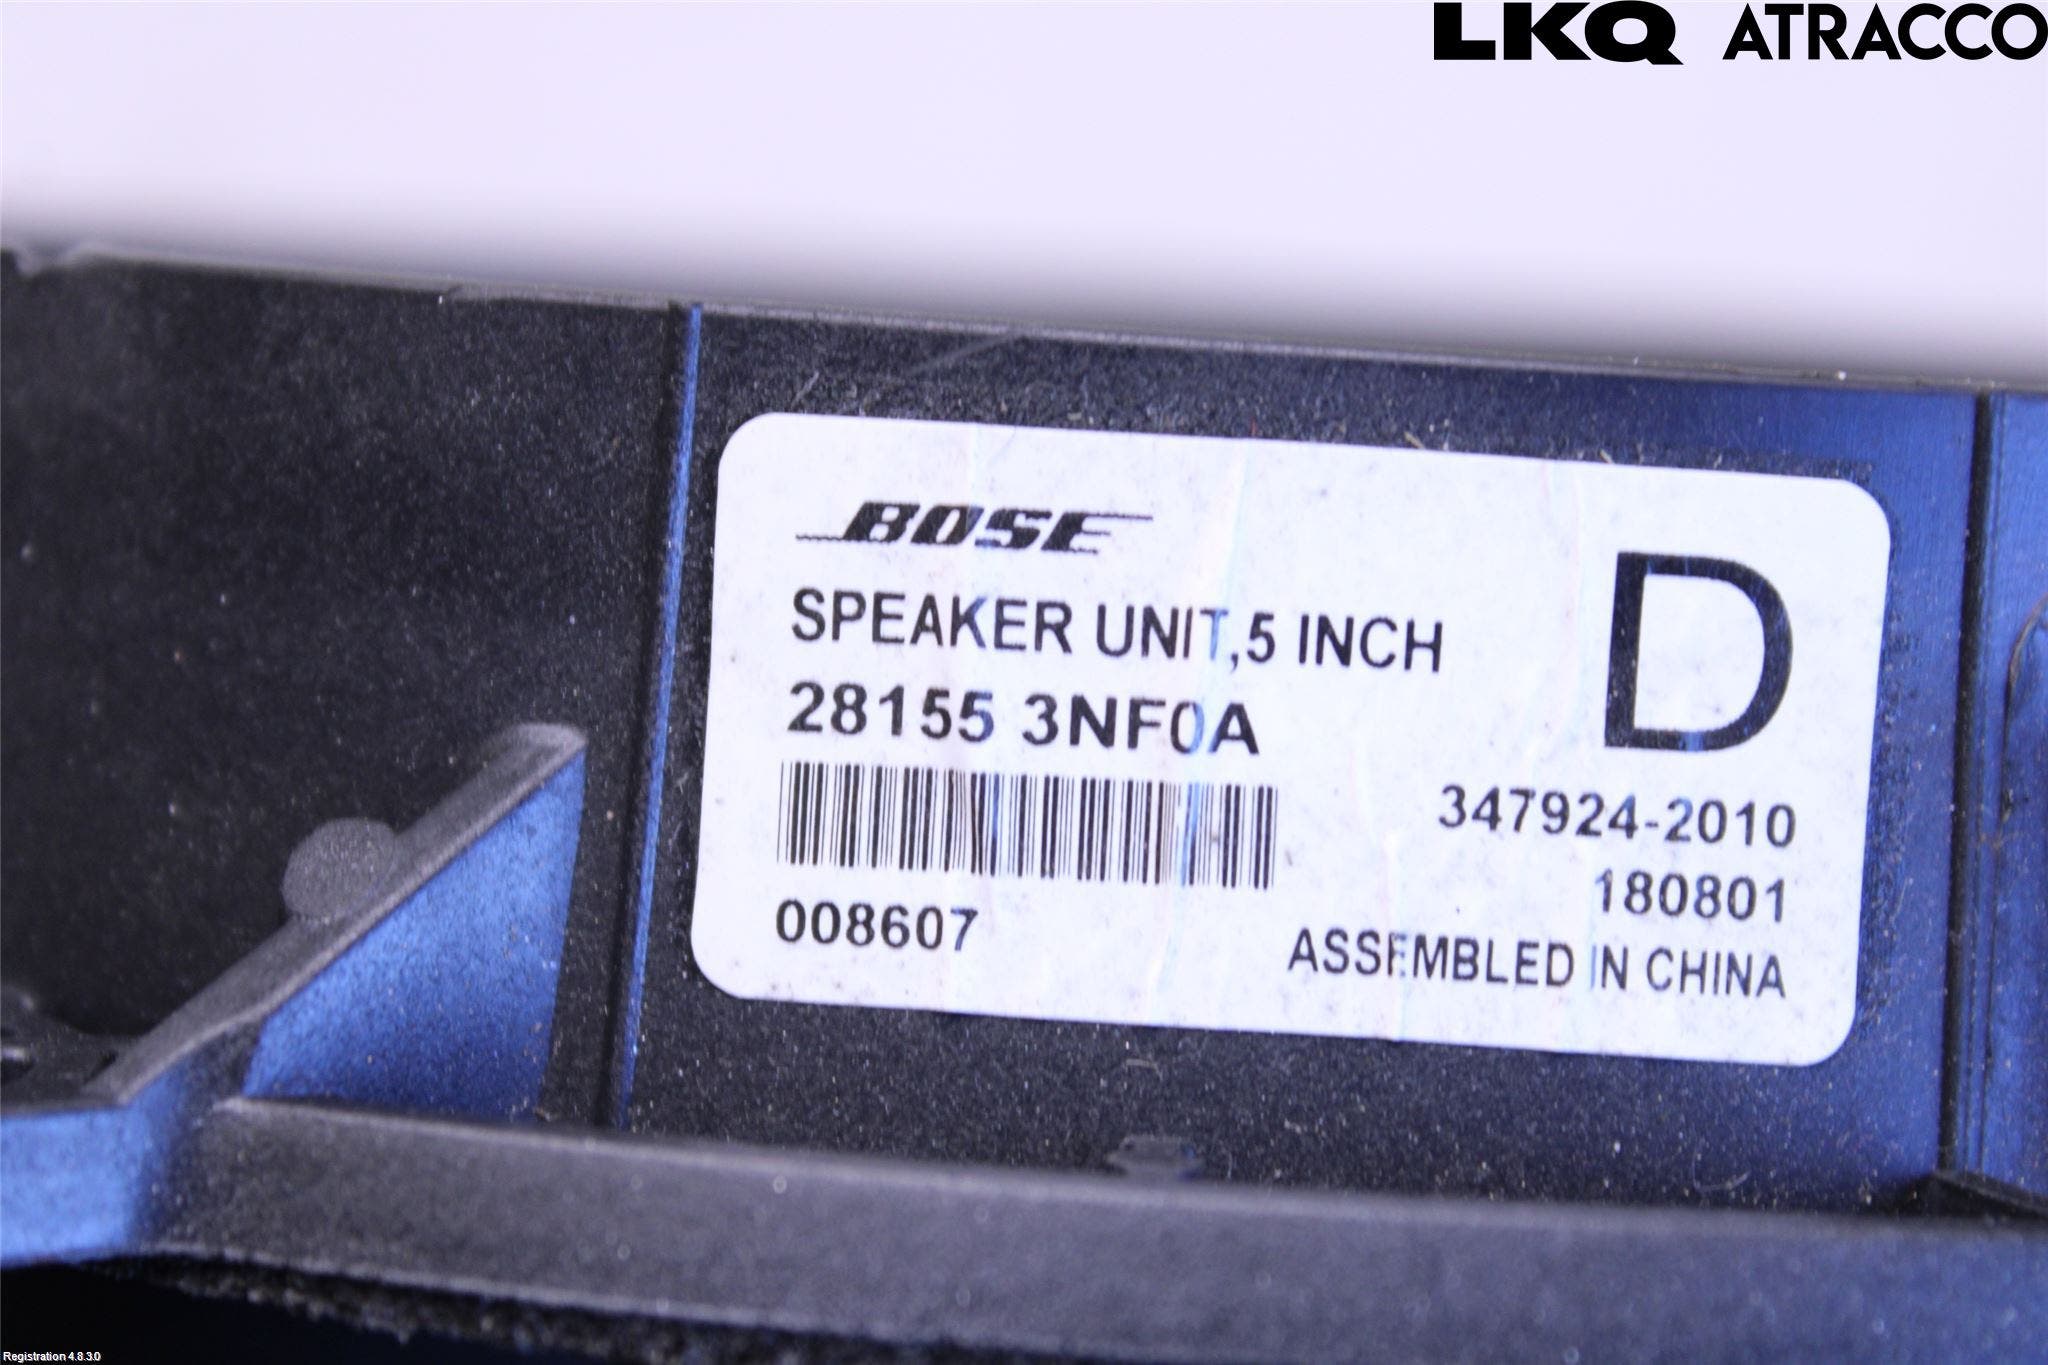 LKQ ATRACCO
BOSE
D
SPEAKER UNIT,5 INCH
28155 3NF0A
347924-2010
180801
008607
ASSEMBLED IN CHINA
Registration 4.8.3.0